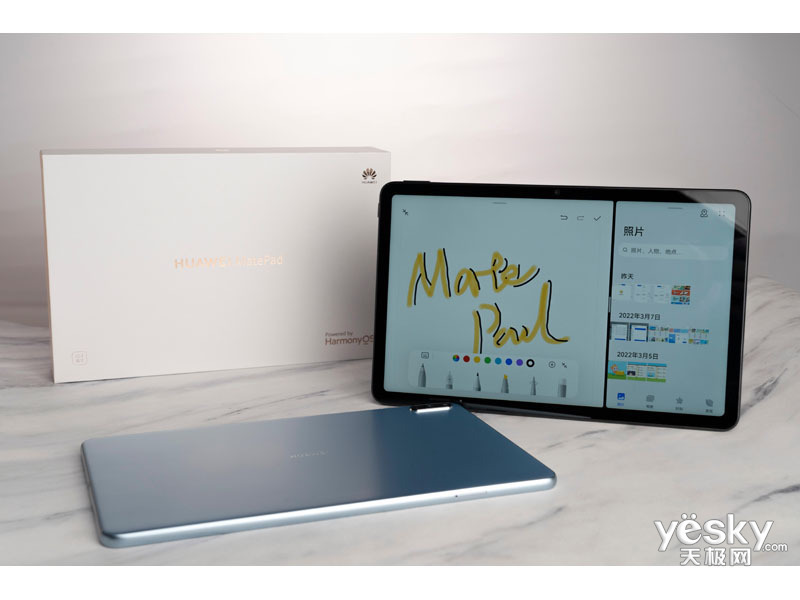 HUAWEI
HUAWEI MatePad
Powered by
HarmonyOS
Mate
Pad
照片
照片、人物、地点...
昨天
2022年3月7日
2022年3月5日
HUAWEI
yësky.com
天极网